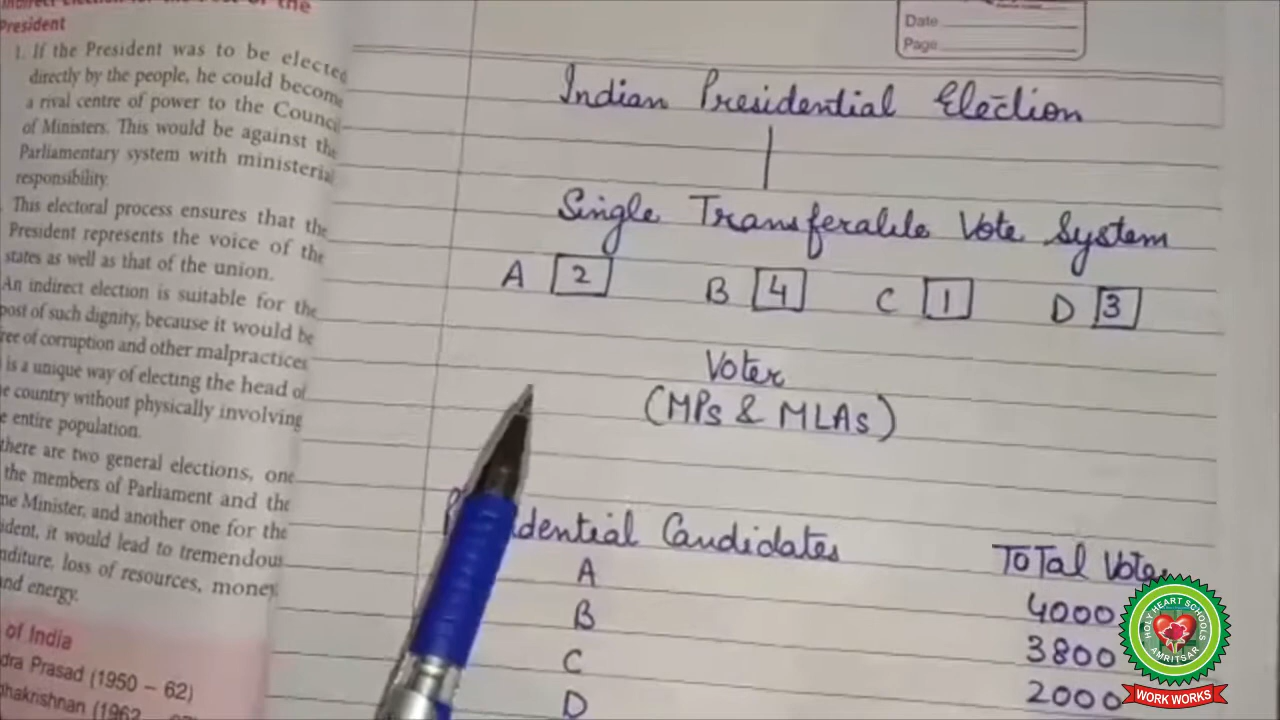 President
1. If the President was to be elected
directly by the people, he could become
a rival centre of power to the Council
of Ministers. This would be against the
Parliamentary system with ministerial
responsibility.
This electoral process ensures that the
President represents the voice of the
states as well as that of the union.
An indirect election is suitable for the
post of such dignity, because it would be
of corruption and other malpractices
is a unique way of electing the head of
country without physically involving
entire population.
there are two general elections, one
the members of Parliament and the
Minister, and another one for the
it would lead to tremendous
loss of resources, money
and energy.
of India
Prasad (1950 – 62)
Date
Page
Indian Presidential Election
Single Transferable Vote System
A 2 B 4 C 1 D 3
Voter
(MPs & MLAs)
Candidates Total Votes
A 4000
B 3800
C 2000
D
HOLY HEART SCHOOLS
AMRITSAR
WORK WORKS